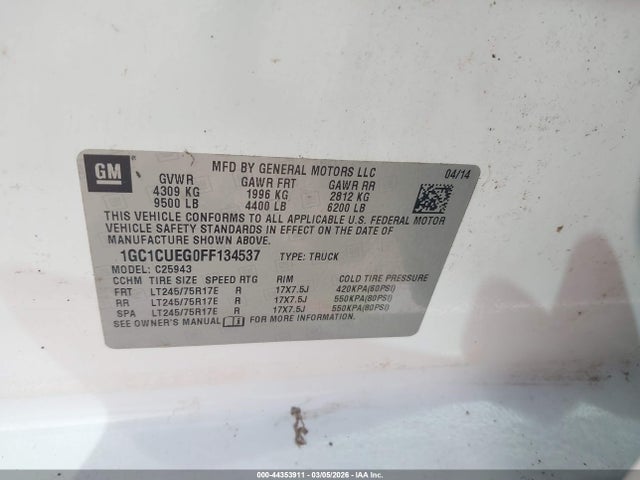 GM
MFD BY GENERAL MOTORS LLC 04/14
GVWR GAWR FRT GAWR RR
4309 KG 1996 KG 2812 KG
9500 LB 4400 LB 6200 LB
THIS VEHICLE CONFORMS TO ALL APPLICABLE U.S. FEDERAL MOTOR
VEHICLE SAFETY STANDARDS IN EFFECT ON THE DATE OF
MANUFACTURE SHOWN ABOVE.
1GC1CUEG0FF134537 TYPE: TRUCK
MODEL: C25943
CCHM TIRE SIZE SPEED RTG RIM COLD TIRE PRESSURE
FRT LT245/75R17E R 17X7.5J 420KPA(60PSI)
RR LT245/75R17E R 17X7.5J 550KPA(80PSI)
SPA LT245/75R17E R 17X7.5J 550KPA(80PSI)
SEE OWNER'S MANUAL FOR MORE INFORMATION.
000-44353911 - 03/05/2026 - IAAI.CA